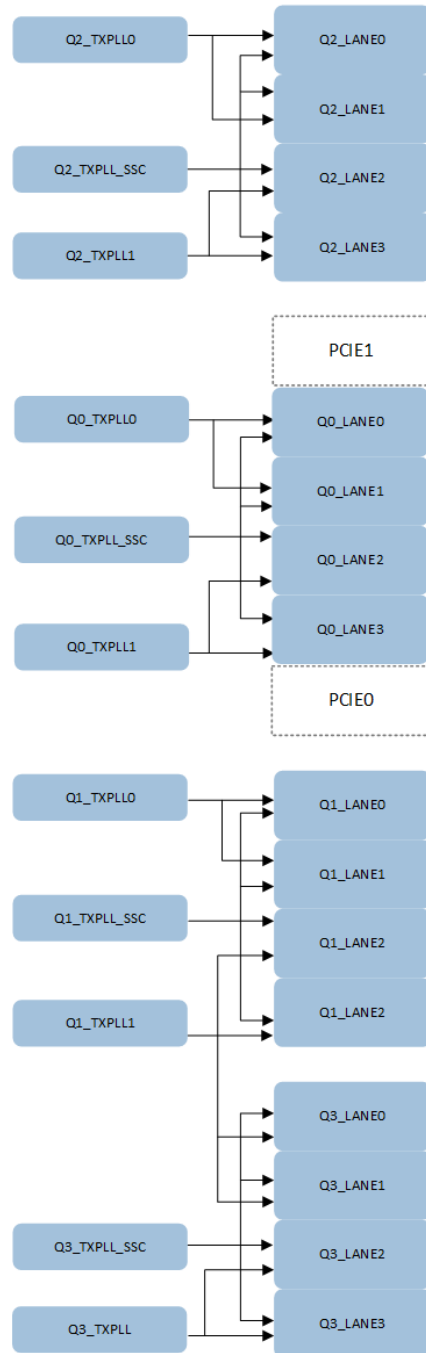 Q2_TXPLL0
Q2_LANE0
Q2_LANE1
Q2_TXPLL_SSC
Q2_LANE2
Q2_TXPLL1
Q2_LANE3
PCIE1
Q0_TXPLL0
Q0_LANE0
Q0_LANE1
Q0_TXPLL_SSC
Q0_LANE2
Q0_TXPLL1
Q0_LANE3
PCIE0
Q1_TXPLL0
Q1_LANE0
Q1_LANE1
Q1_TXPLL_SSC
Q1_LANE2
Q1_TXPLL1
Q1_LANE2
Q3_LANE0
Q3_LANE1
Q3_TXPLL_SSC
Q3_LANE2
Q3_TXPLL
Q3_LANE3